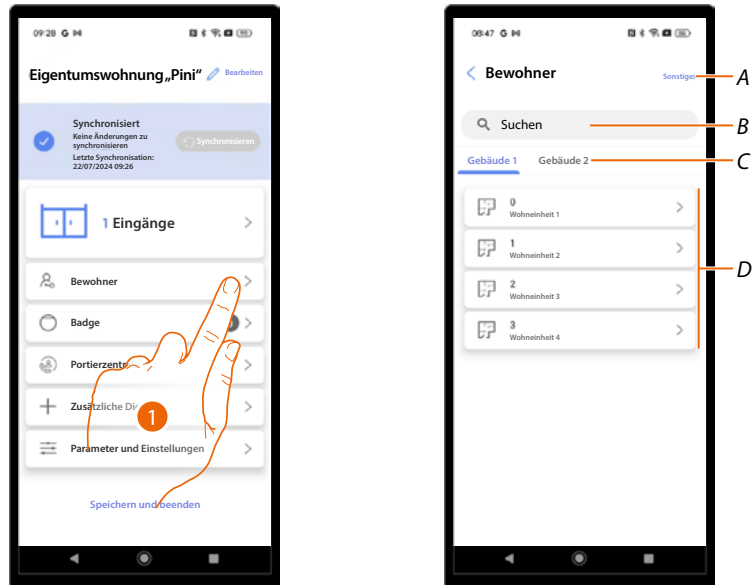 09:28 G
93
Eigentumswohnung „Pini“ Bearbeiten
Synchronisiert
Keine Änderungen zu
synchronisieren
Letzte Synchronisation:
22/07/2024 09:26
Synchronisieren
1 Eingänge
Bewohner
Badge
Portierzentr
Zusätzliche Di
1
Parameter und Einstellungen
Speichern und beenden
08:47 G
Bewohner
Sonstige
A
Suchen
B
Gebäude 1 Gebäude 2
C
0
Wohneinheit 1
1
Wohneinheit 2
D
2
Wohneinheit 3
3
Wohneinheit 4